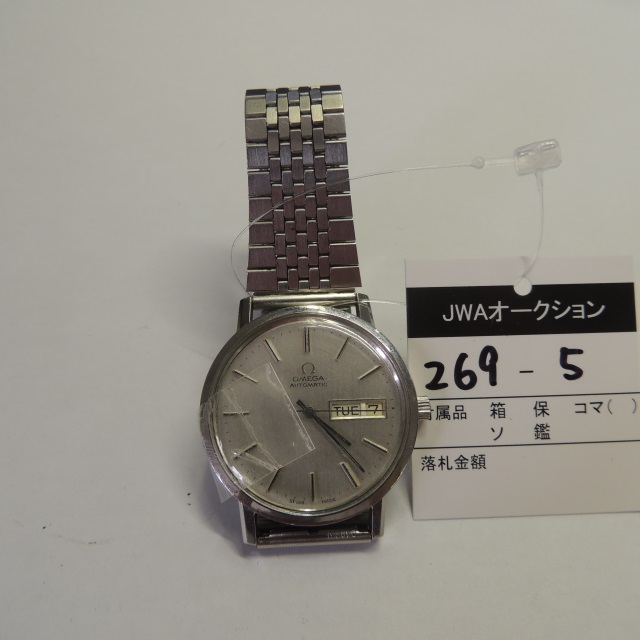 Ω
OMEGA
AUTOMATIC
TUE 7
JWAオークション
269 - 5
付属品 箱 保 コマ( )
ソ 鑑
落札金額